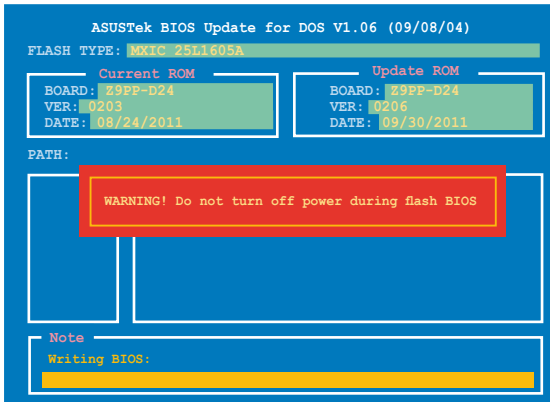 ASUSTek BIOS Update for DOS V1.06 (09/08/04)
FLASH TYPE: MXIC 25L1605A
Current ROM
BOARD: Z9PP-D24
VER: 0203
DATE: 08/24/2011
Update ROM
BOARD: Z9PP-D24
VER: 0206
DATE: 09/30/2011
PATH:
WARNING! Do not turn off power during flash BIOS
Note
Writing BIOS: